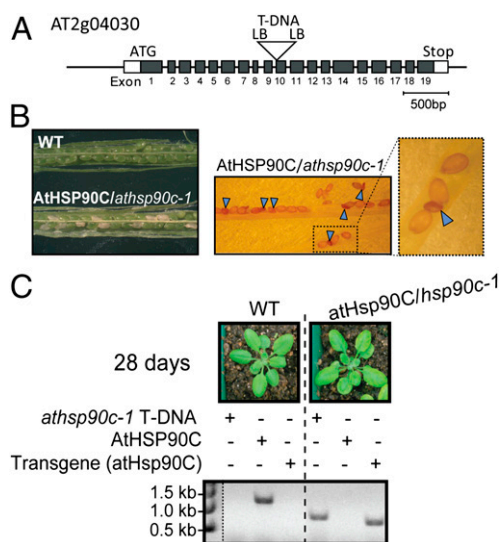 A
AT2g04030
T-DNA
LB LB
ATG
Stop
Exon
1 2 3 4 5 6 7 8 9 10 11 12 13 14 15 16 17 18 19
500bp
B
WT
AtHSP90C/athsp90c-1
AtHSP90C/athsp90c-1
C
WT
atHsp90C/hsp90c-1
28 days
athsp90c-1 T-DNA + - - + - -
AtHSP90C - + - - + -
Transgene (atHsp90C) - - + - - +
1.5 kb
1.0 kb
0.5 kb